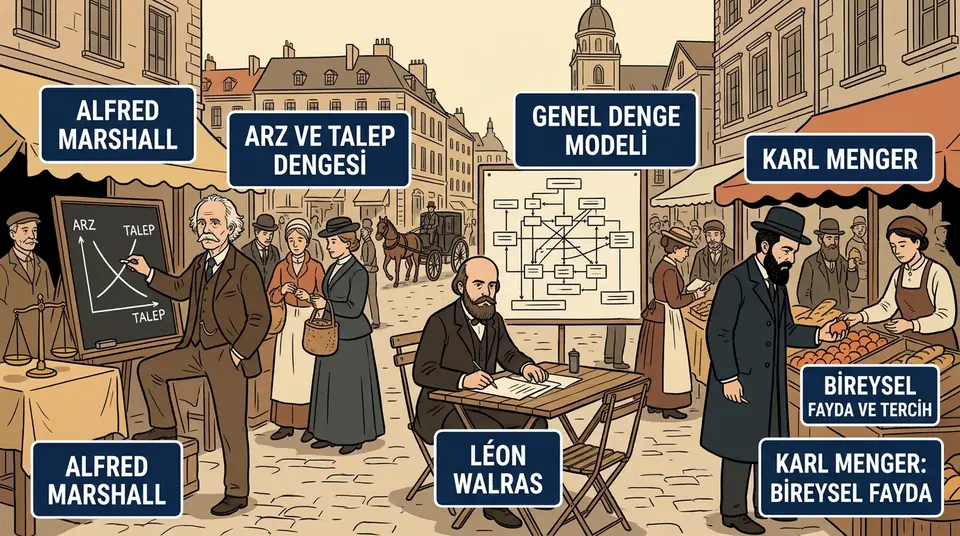 ALFRED
MARSHALL
ARZ VE TALEP
DENGESİ
GENEL DENGE
MODELİ
KARL MENGER
ARZ
TALEP
TALEP
BİREYSEL
FAYDA VE TERCİH
ALFRED
MARSHALL
LÉON
WALRAS
KARL MENGER:
BİREYSEL FAYDA